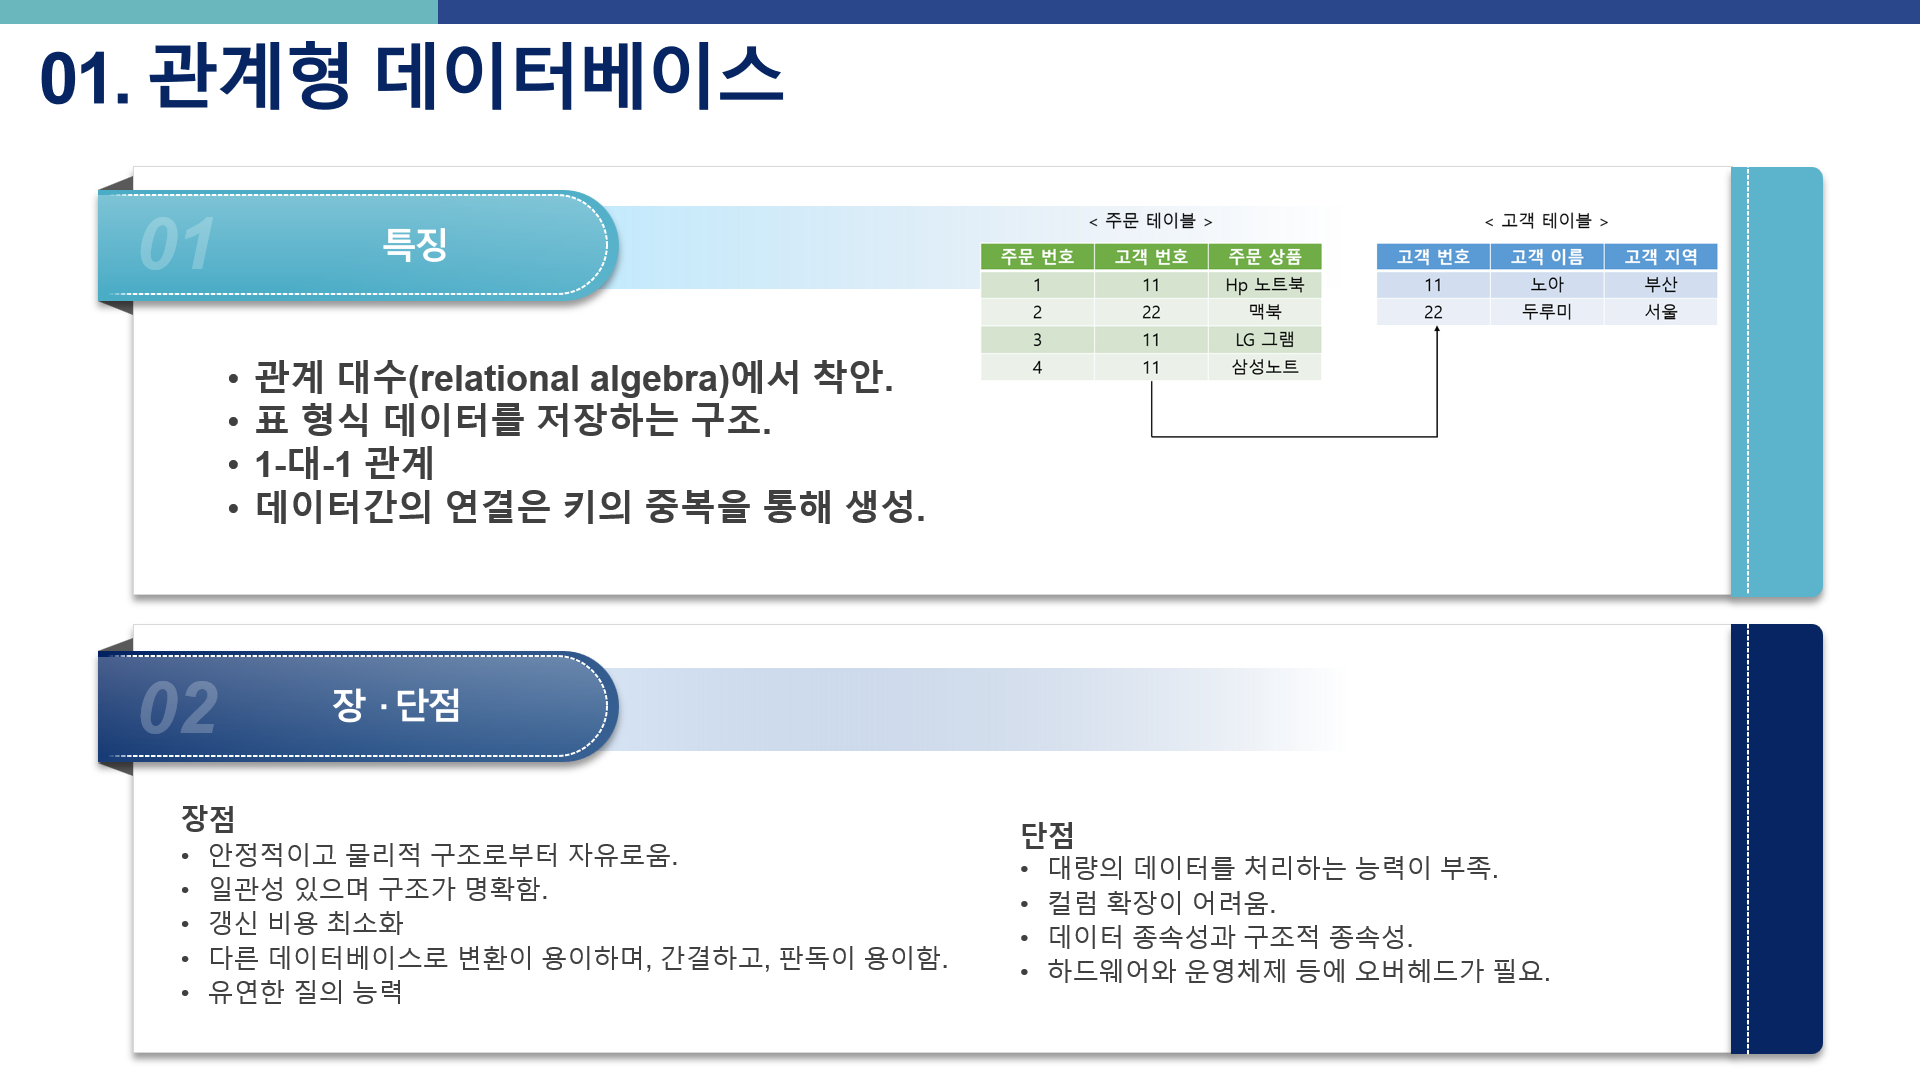 01. 관계형 데이터베이스
01 특징
• 관계 대수(relational algebra)에서 착안.
• 표 형식 데이터를 저장하는 구조.
• 1-대-1 관계
• 데이터간의 연결은 키의 중복을 통해 생성.
< 주문 테이블 >
주문 번호 고객 번호 주문 상품
1 11 Hp 노트북
2 22 맥북
3 11 LG 그램
4 11 삼성노트
< 고객 테이블 >
고객 번호 고객 이름 고객 지역
11 노아 부산
22 두루미 서울
02 장 · 단점
장점
• 안정적이고 물리적 구조로부터 자유로움.
• 일관성 있으며 구조가 명확함.
• 갱신 비용 최소화
• 다른 데이터베이스로 변환이 용이하며, 간결하고, 판독이 용이함.
• 유연한 질의 능력
단점
• 대량의 데이터를 처리하는 능력이 부족.
• 컬럼 확장이 어려움.
• 데이터 종속성과 구조적 종속성.
• 하드웨어와 운영체제 등에 오버헤드가 필요.